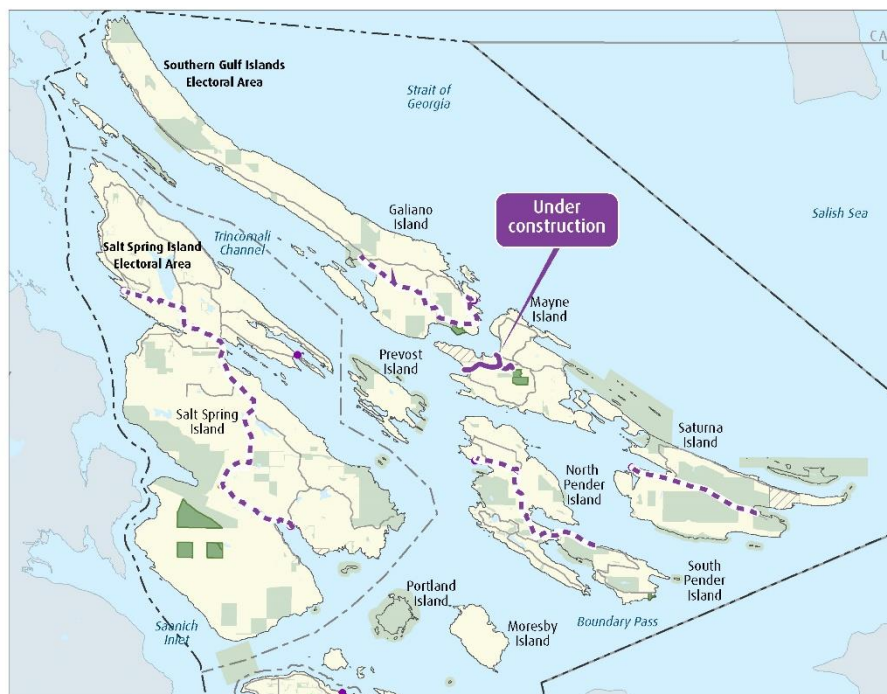 CA
U
Southern Gulf Islands
Electoral Area
Strait of
Georgia
Under
construction
Salish Sea
Galiano
Island
Trincomali
Channel
Salt Spring Island
Electoral Area
Mayne
Island
Prevost
Island
Salt Spring
Island
Saturna
Island
North
Pender
Island
South
Pender
Island
Portland
Island
Moresby
Island
Boundary Pass
Saanich
Inlet